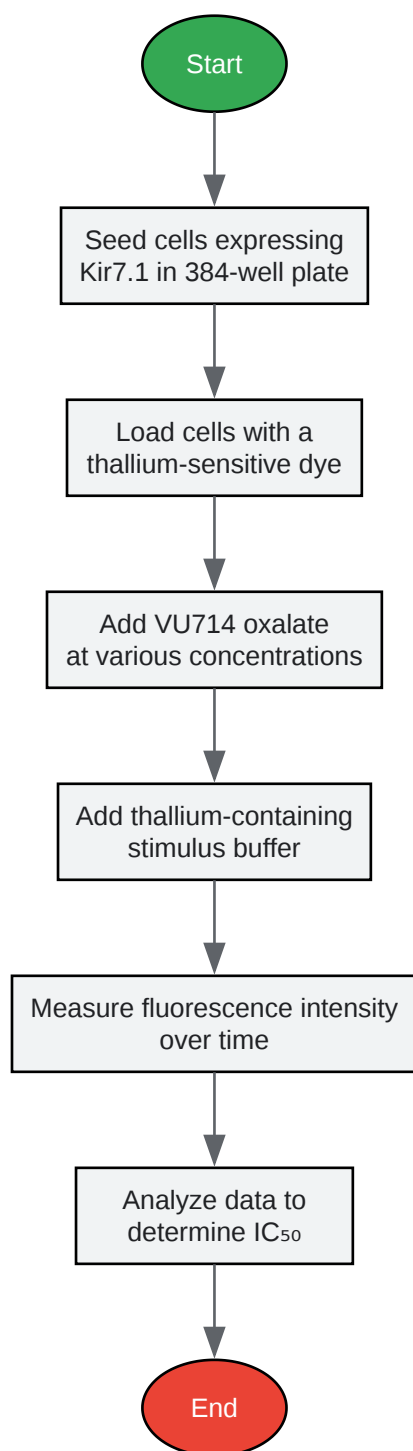 Start
Seed cells expressing
Kir7.1 in 384-well plate
Load cells with a
thallium-sensitive dye
Add VU714 oxalate
at various concentrations
Add thallium-containing
stimulus buffer
Measure fluorescence intensity
over time
Analyze data to
determine IC₅₀
End